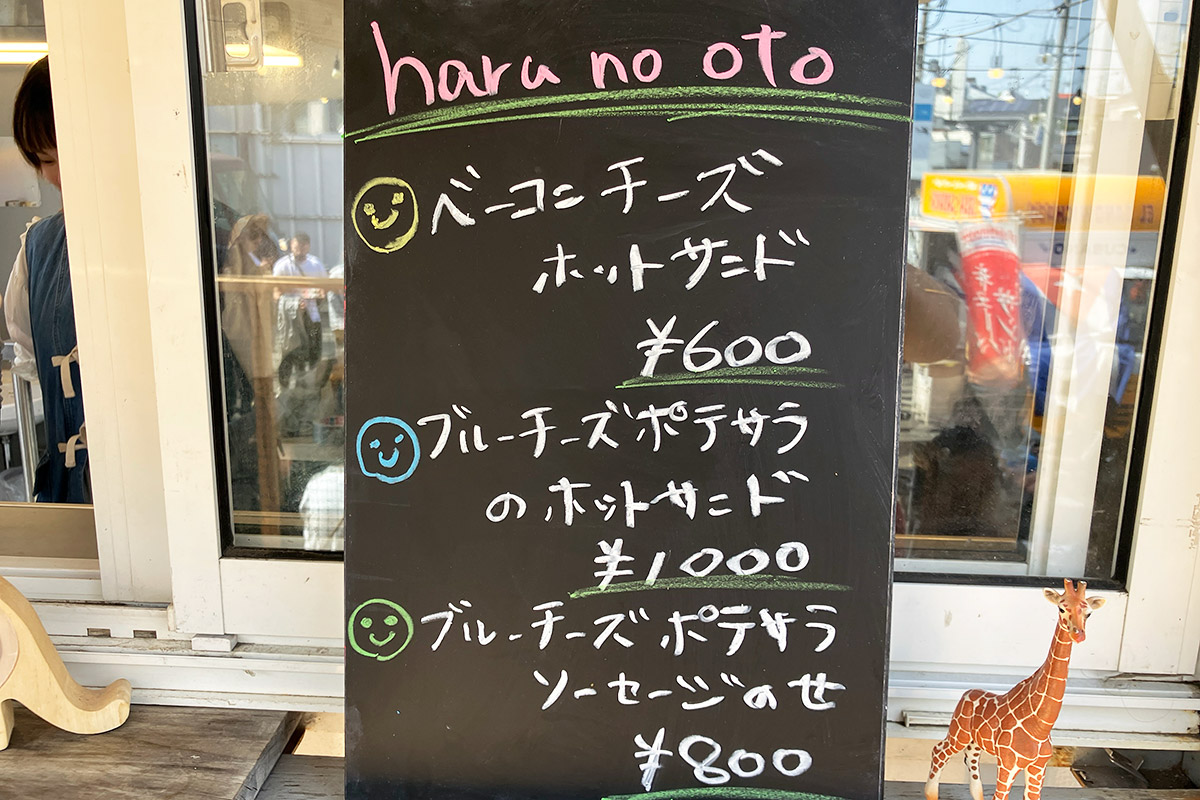 haru no oto
ベーコンチーズ
ホットサンド
¥600
ブルーチーズポテサラ
のホットサンド
¥1000
ブルーチーズポテサラ
ソーセージのせ
¥800